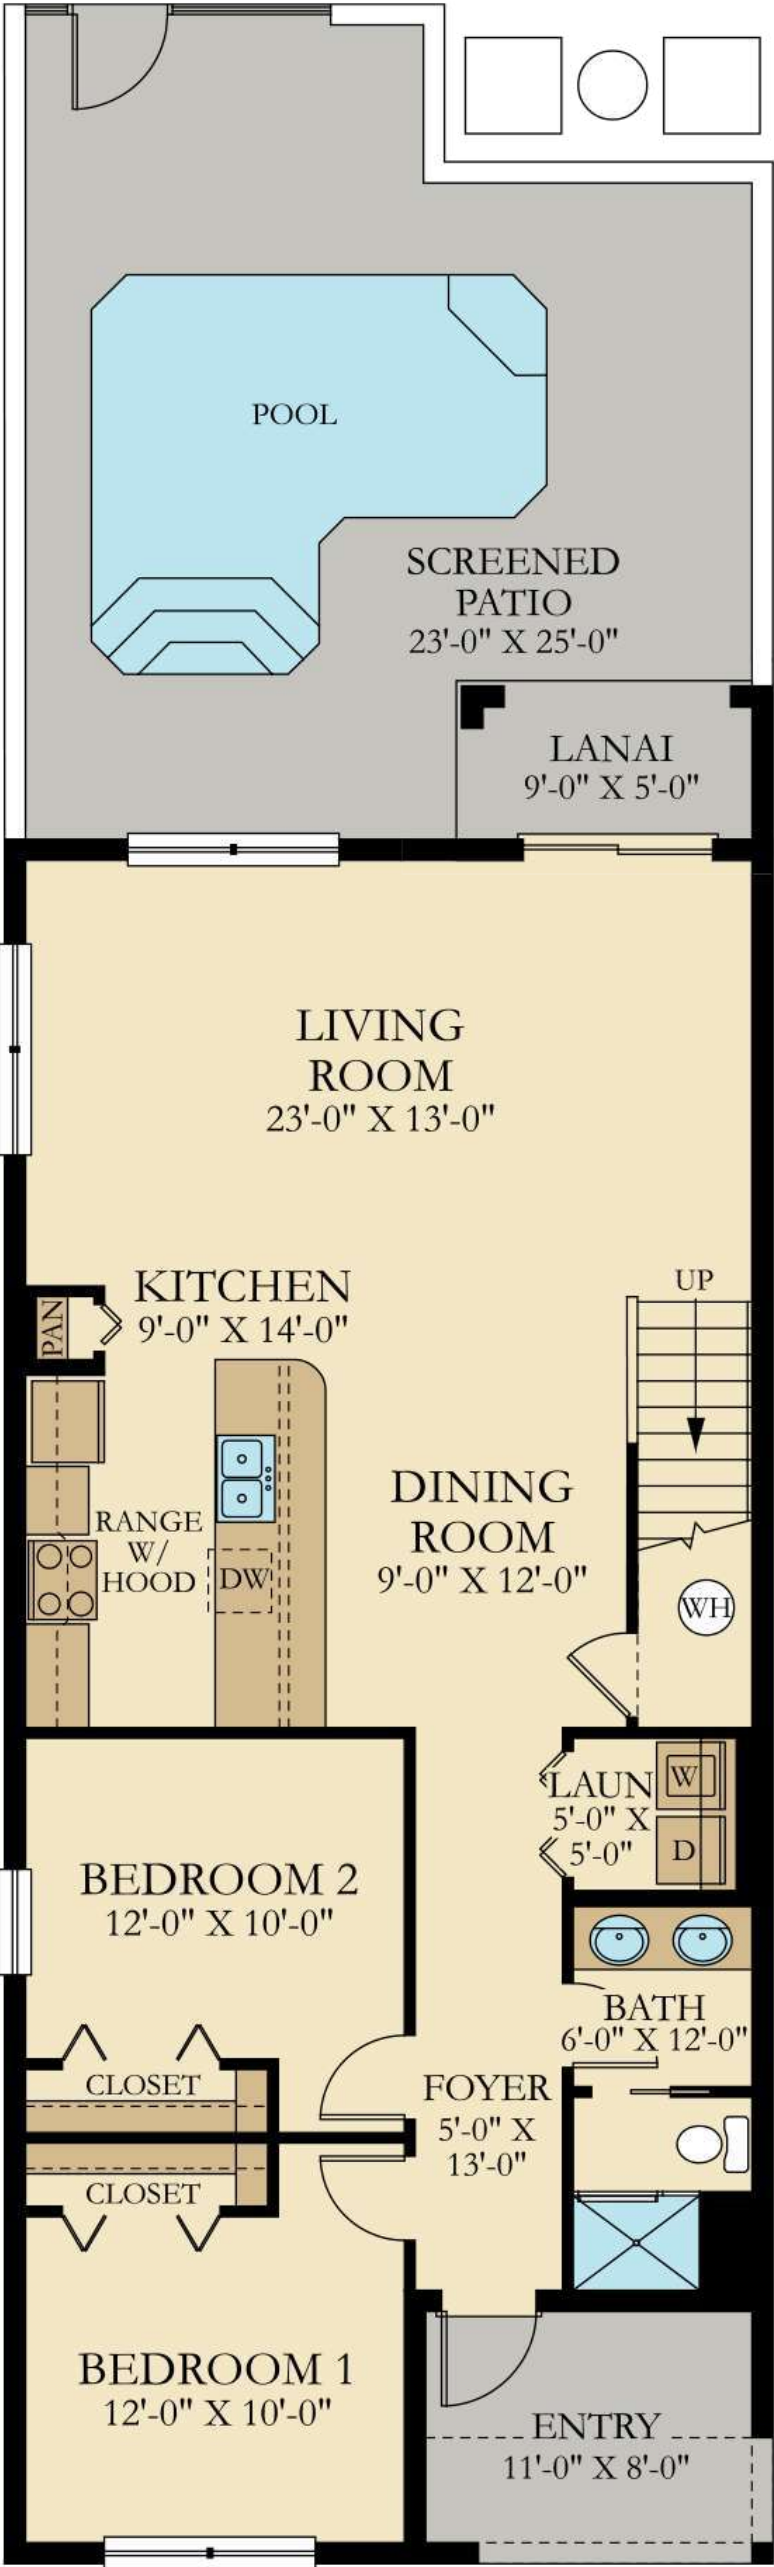 POOL
SCREENED
PATIO
23'-0" X 25'-0"
LANAI
9'-0" X 5'-0"
LIVING
ROOM
23'-0" X 13'-0"
UP
KITCHEN
9'-0" X 14'-0"
PAN
DINING
ROOM
9'-0" X 12'-0"
RANGE
W/
HOOD
DW
WH
LAUN
5'-0" X
5'-0"
W
D
BEDROOM 2
12'-0" X 10'-0"
BATH
6'-0" X 12'-0"
CLOSET
FOYER
5'-0" X
13'-0"
CLOSET
BEDROOM 1
12'-0" X 10'-0"
ENTRY
11'-0" X 8'-0"